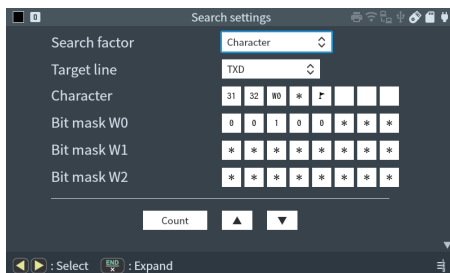 0 Search settings
Search factor Character
Target line TXD
Character 31 32 W0 *
Bit mask W0 0 0 1 0 0 * * *
Bit mask W1 * * * * * * * *
Bit mask W2 * * * * * * * *
Count ▲ ▼
: Select END × : Expand